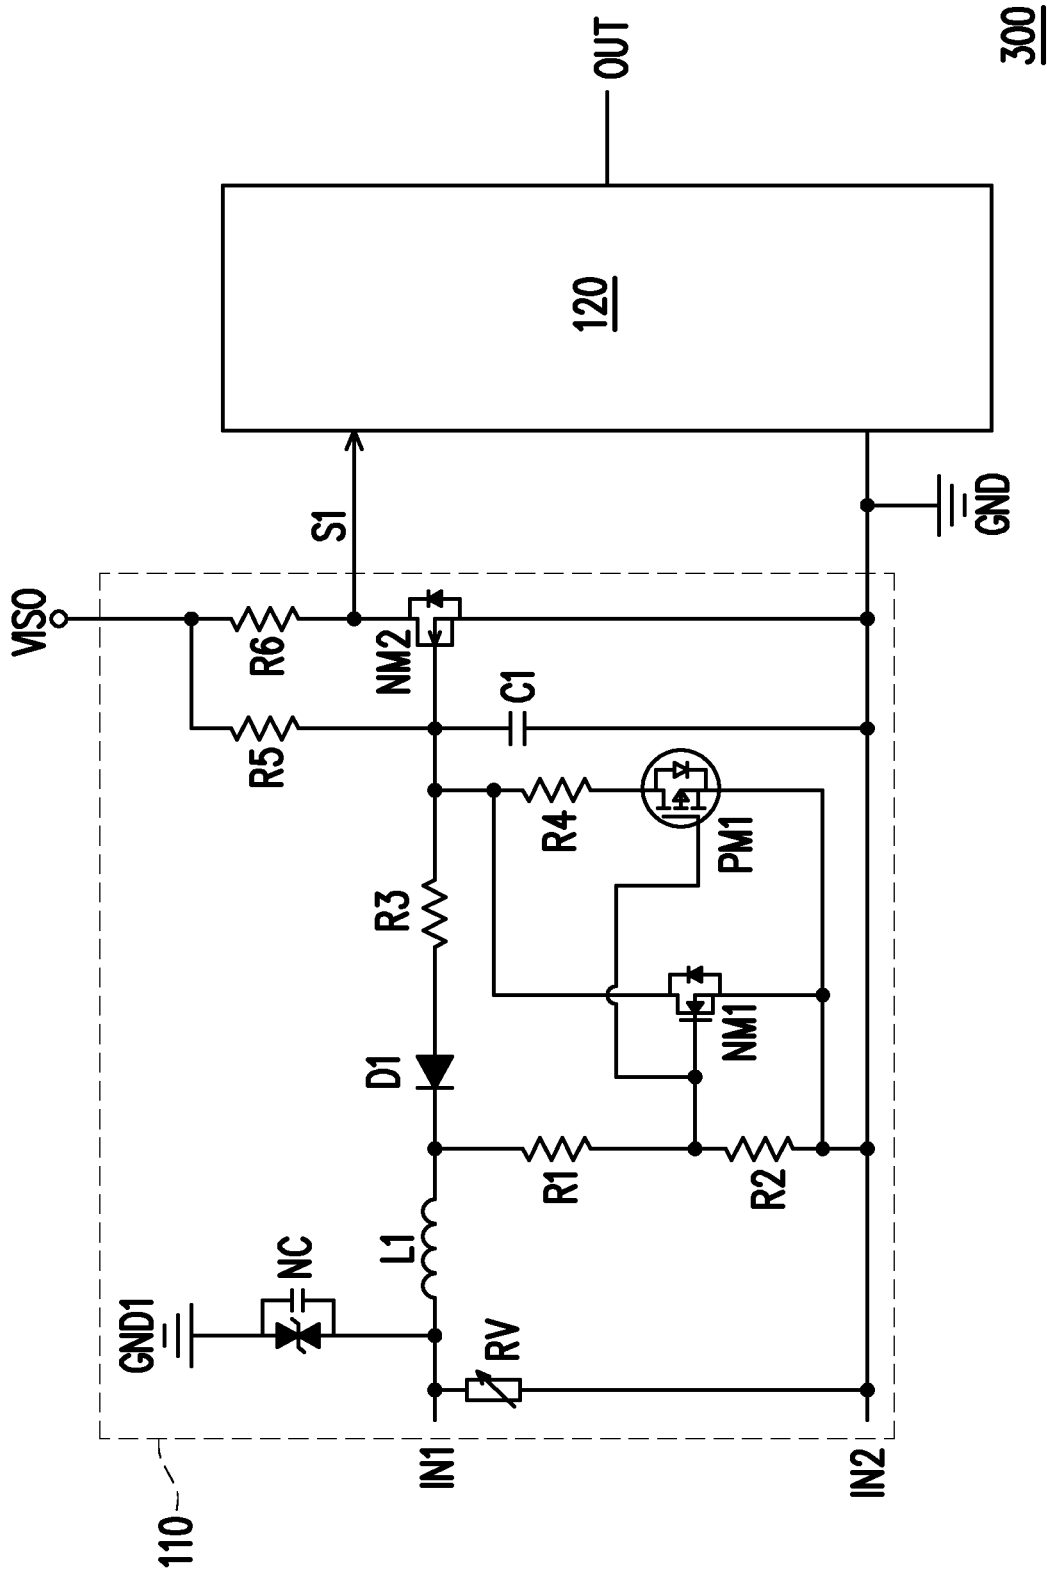 300
VISO
OUT
120
S1
GND
R6
R5
NM2
C1
R4
PM1
R3
NM1
D1
R1
R2
L1
NC
GND1
RV
IN1
IN2
110